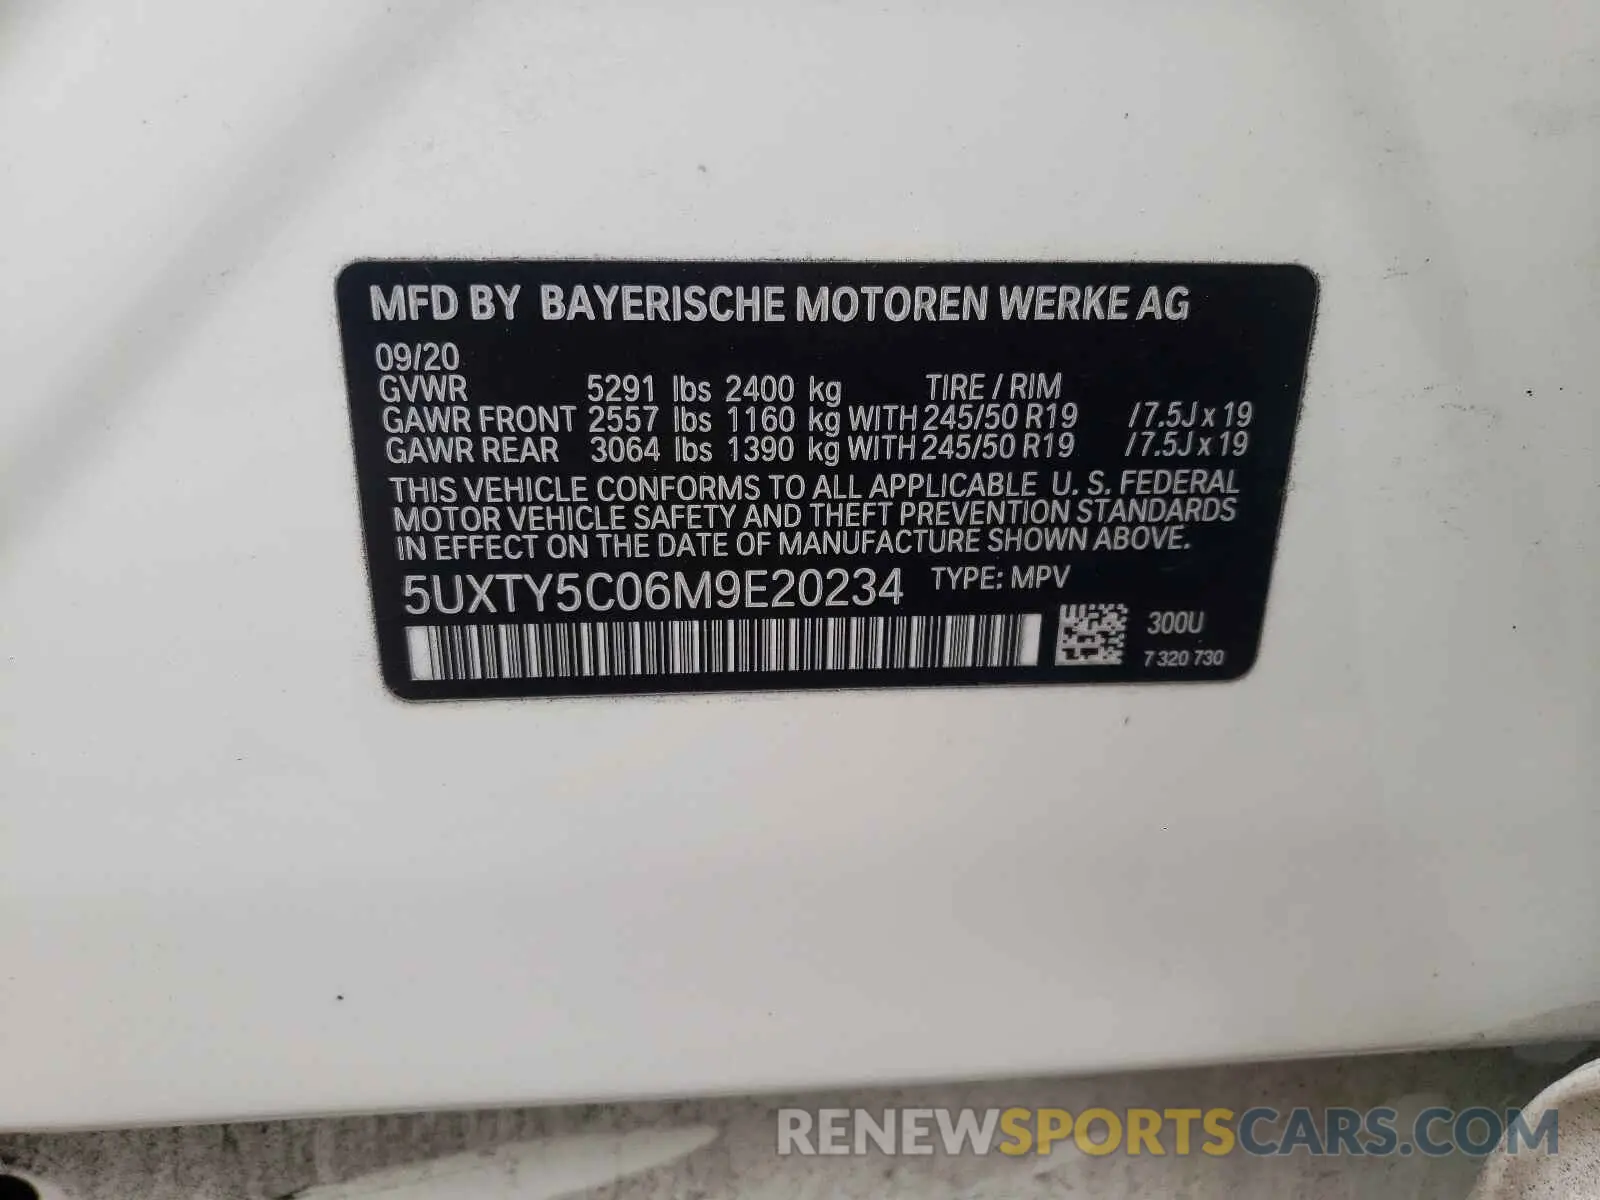 MFD BY BAYERISCHE MOTOREN WERKE AG
09/20
GVWR 5291 lbs 2400 kg TIRE / RIM
GAWR FRONT 2557 lbs 1160 kg WITH 245/50 R19 /7.5J x 19
GAWR REAR 3064 lbs 1390 kg WITH 245/50 R19 /7.5J x 19
THIS VEHICLE CONFORMS TO ALL APPLICABLE U. S. FEDERAL
MOTOR VEHICLE SAFETY AND THEFT PREVENTION STANDARDS
IN EFFECT ON THE DATE OF MANUFACTURE SHOWN ABOVE.
5UXTY5C06M9E20234 TYPE: MPV
300U
7 320 730
RENEWSPORTSCARS.COM